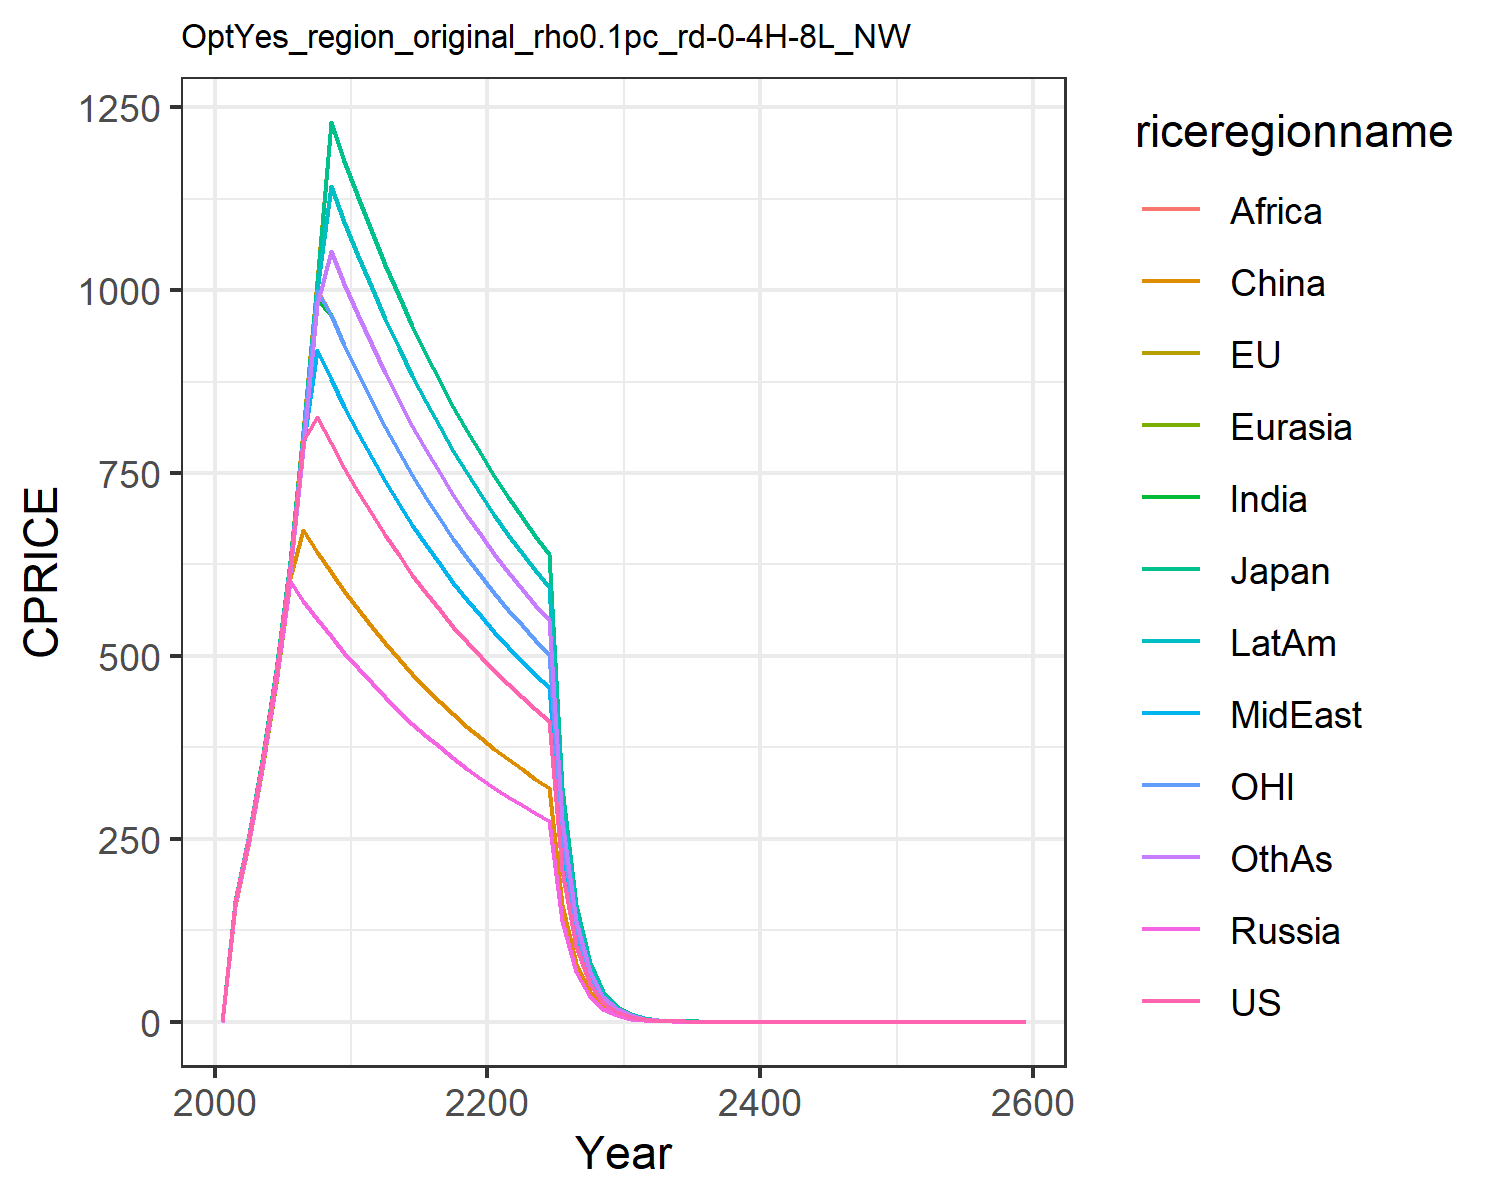 OptYes_region_original_rho0.1pc_rd-0-4H-8L_NW
1250
1000
750
500
250
0
CPRICE
2000 2200 2400 2600
Year
riceregionname
Africa
China
EU
Eurasia
India
Japan
LatAm
MidEast
OHI
OthAs
Russia
US